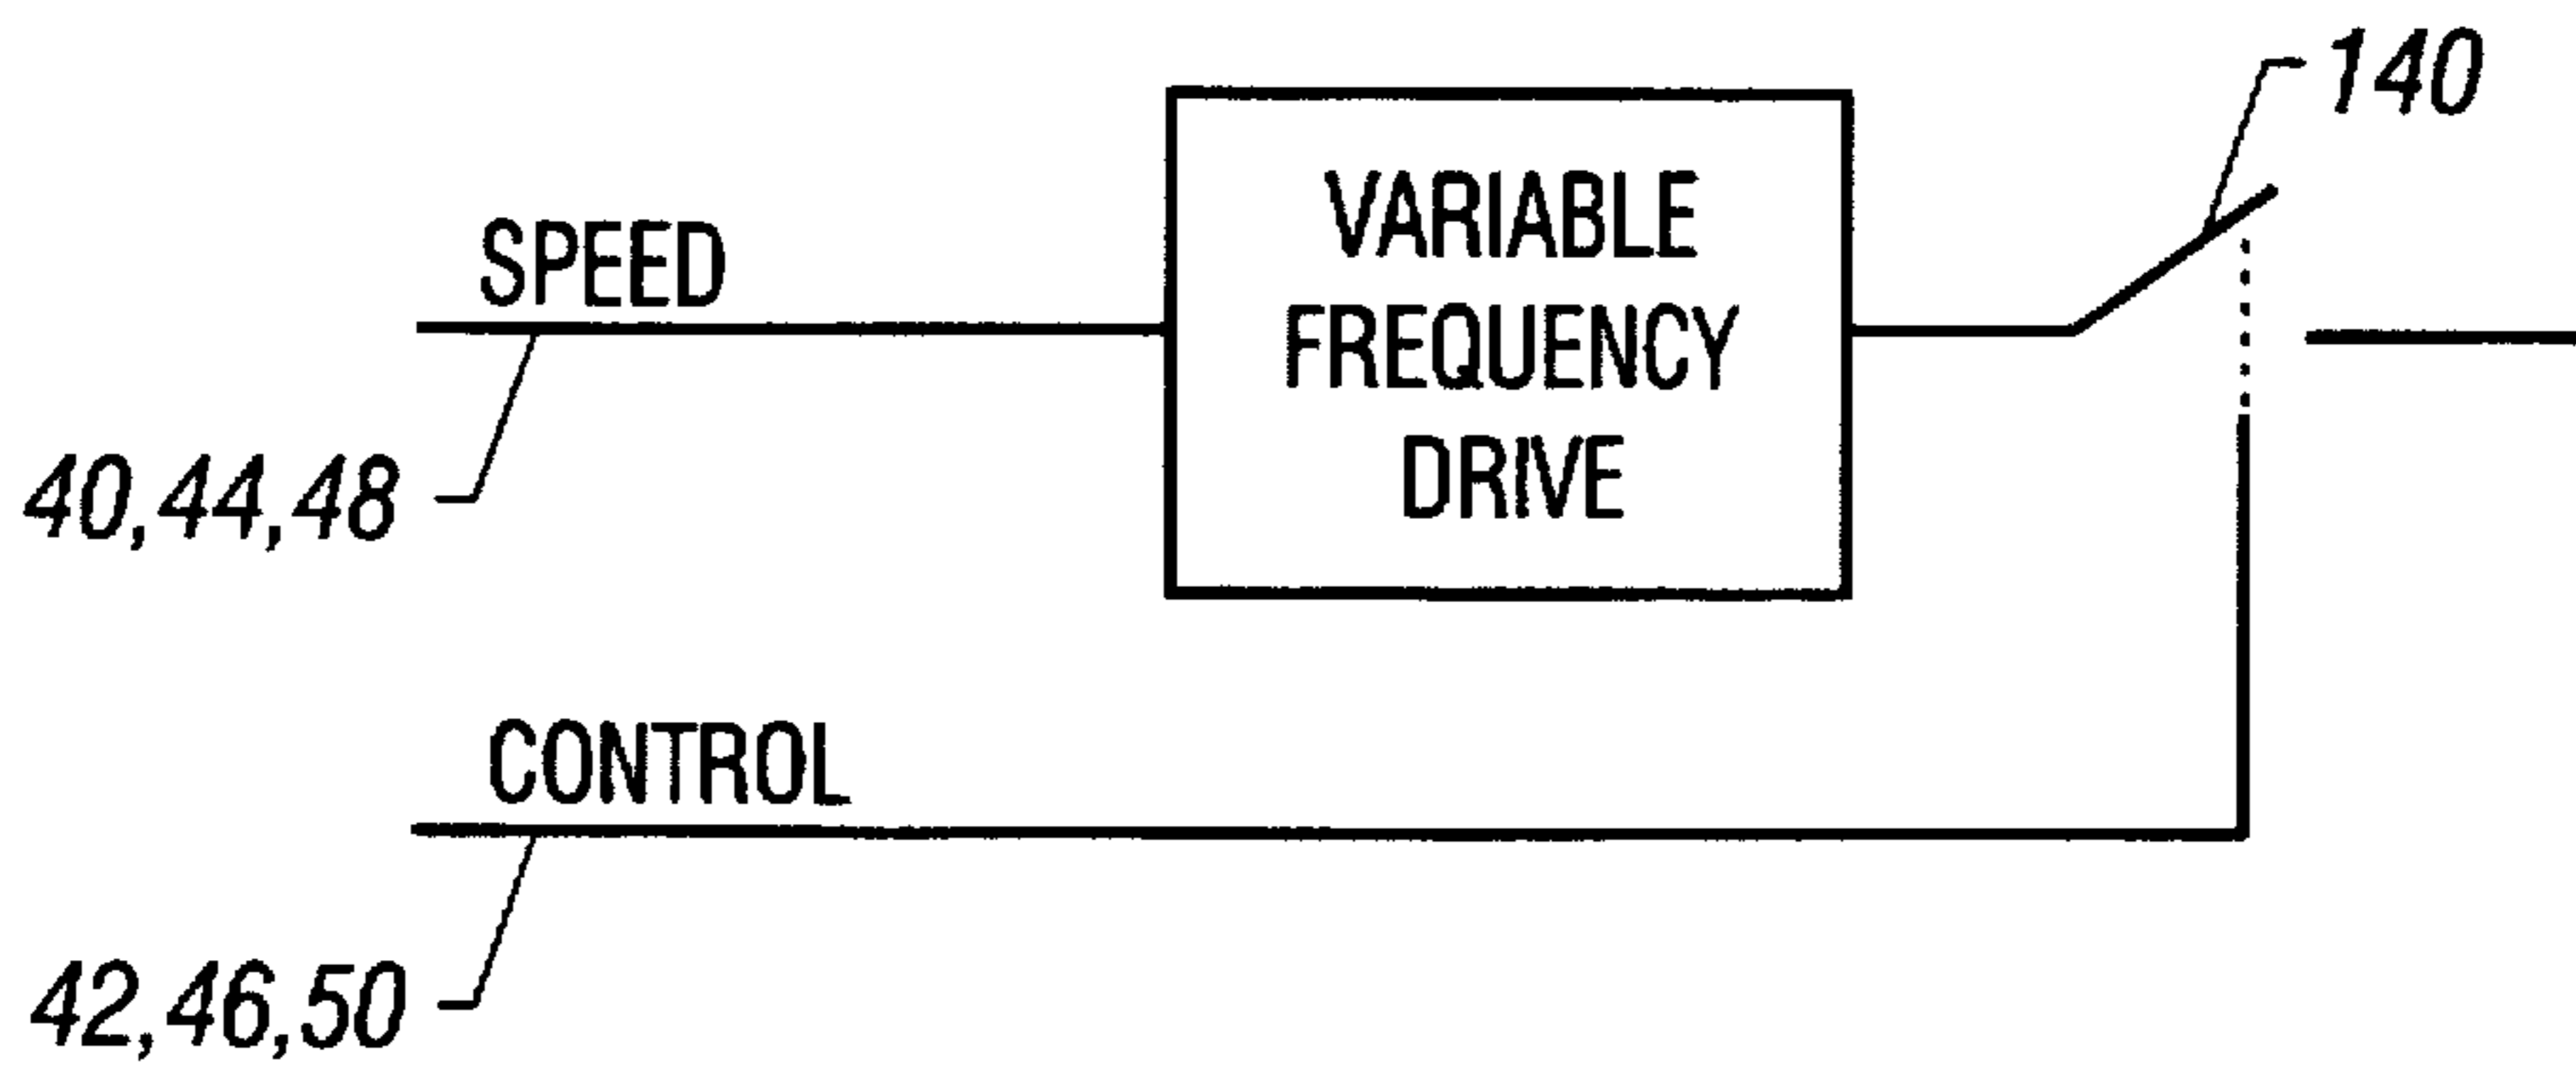 140
SPEED
VARIABLE
FREQUENCY
DRIVE
40,44,48
CONTROL
42,46,50